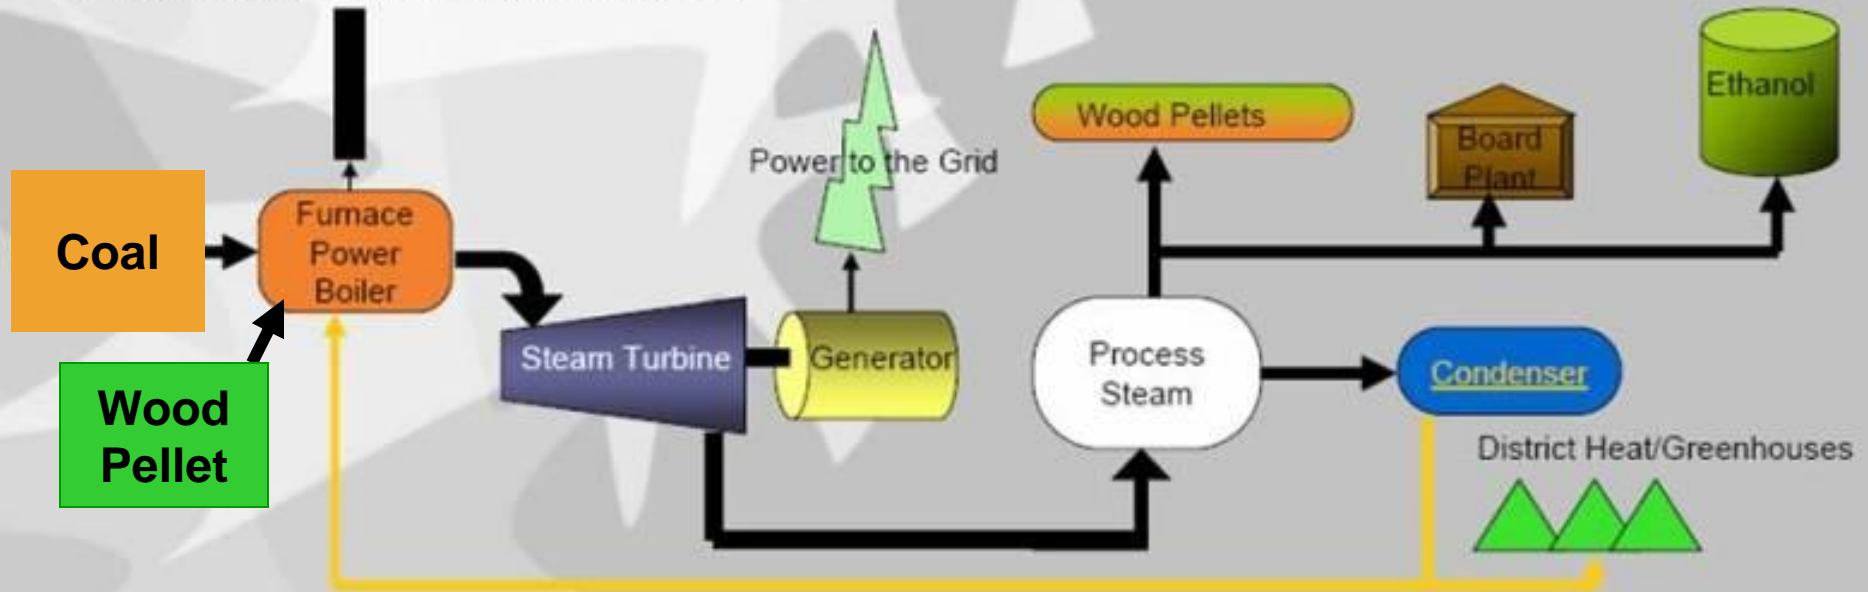 Coal
Wood
Pellet
Furnace
Power
Boiler
Steam Turbine
Generator
Power to the Grid
Process
Steam
Wood Pellets
Board
Plant
Ethanol
Condenser
District Heat/Greenhouses